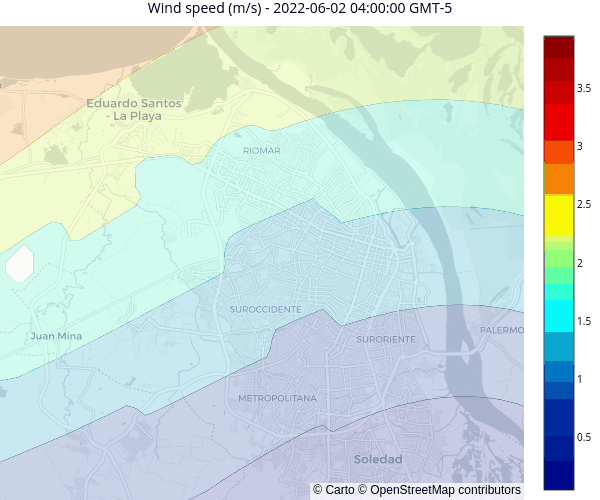 Wind speed (m/s) - 2022-06-02 04:00:00 GMT-5
3.5
Eduardo Santos
- La Playa
RIOMAR
3
2.5
2
SUROCCIDENTE
1.5
Juan Mina
SURORIENTE
PALERMO
1
METROPOLITANA
0.5
Soledad
© Carto © OpenStreetMap contributors